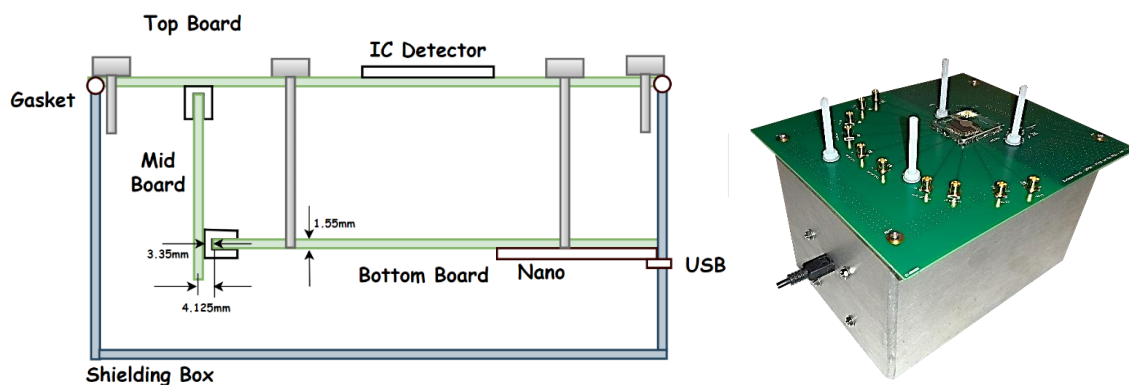 Top Board
IC Detector
Gasket
Mid
Board
1.55mm
3.35mm
Bottom Board
Nano
USB
4.125mm
Shielding Box